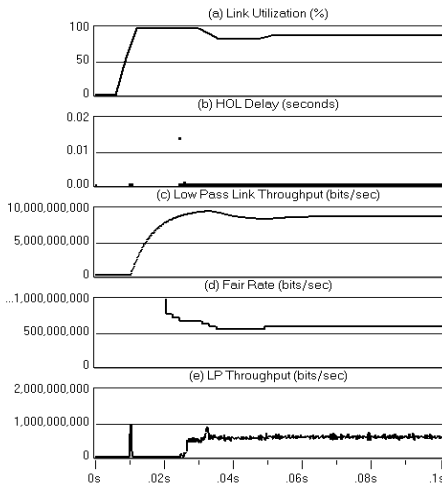 (a) Link Utilization (%)
100
50
0
(b) HOL Delay (seconds)
0.02
0.01
0.00
(c) Low Pass Link Throughput (bits/sec)
10,000,000,000
5,000,000,000
0
(d) Fair Rate (bits/sec)
...1,000,000,000
500,000,000
0
(e) LP Throughput (bits/sec)
2,000,000,000
1,000,000,000
0
0s .02s .04s .06s .08s 0.1s